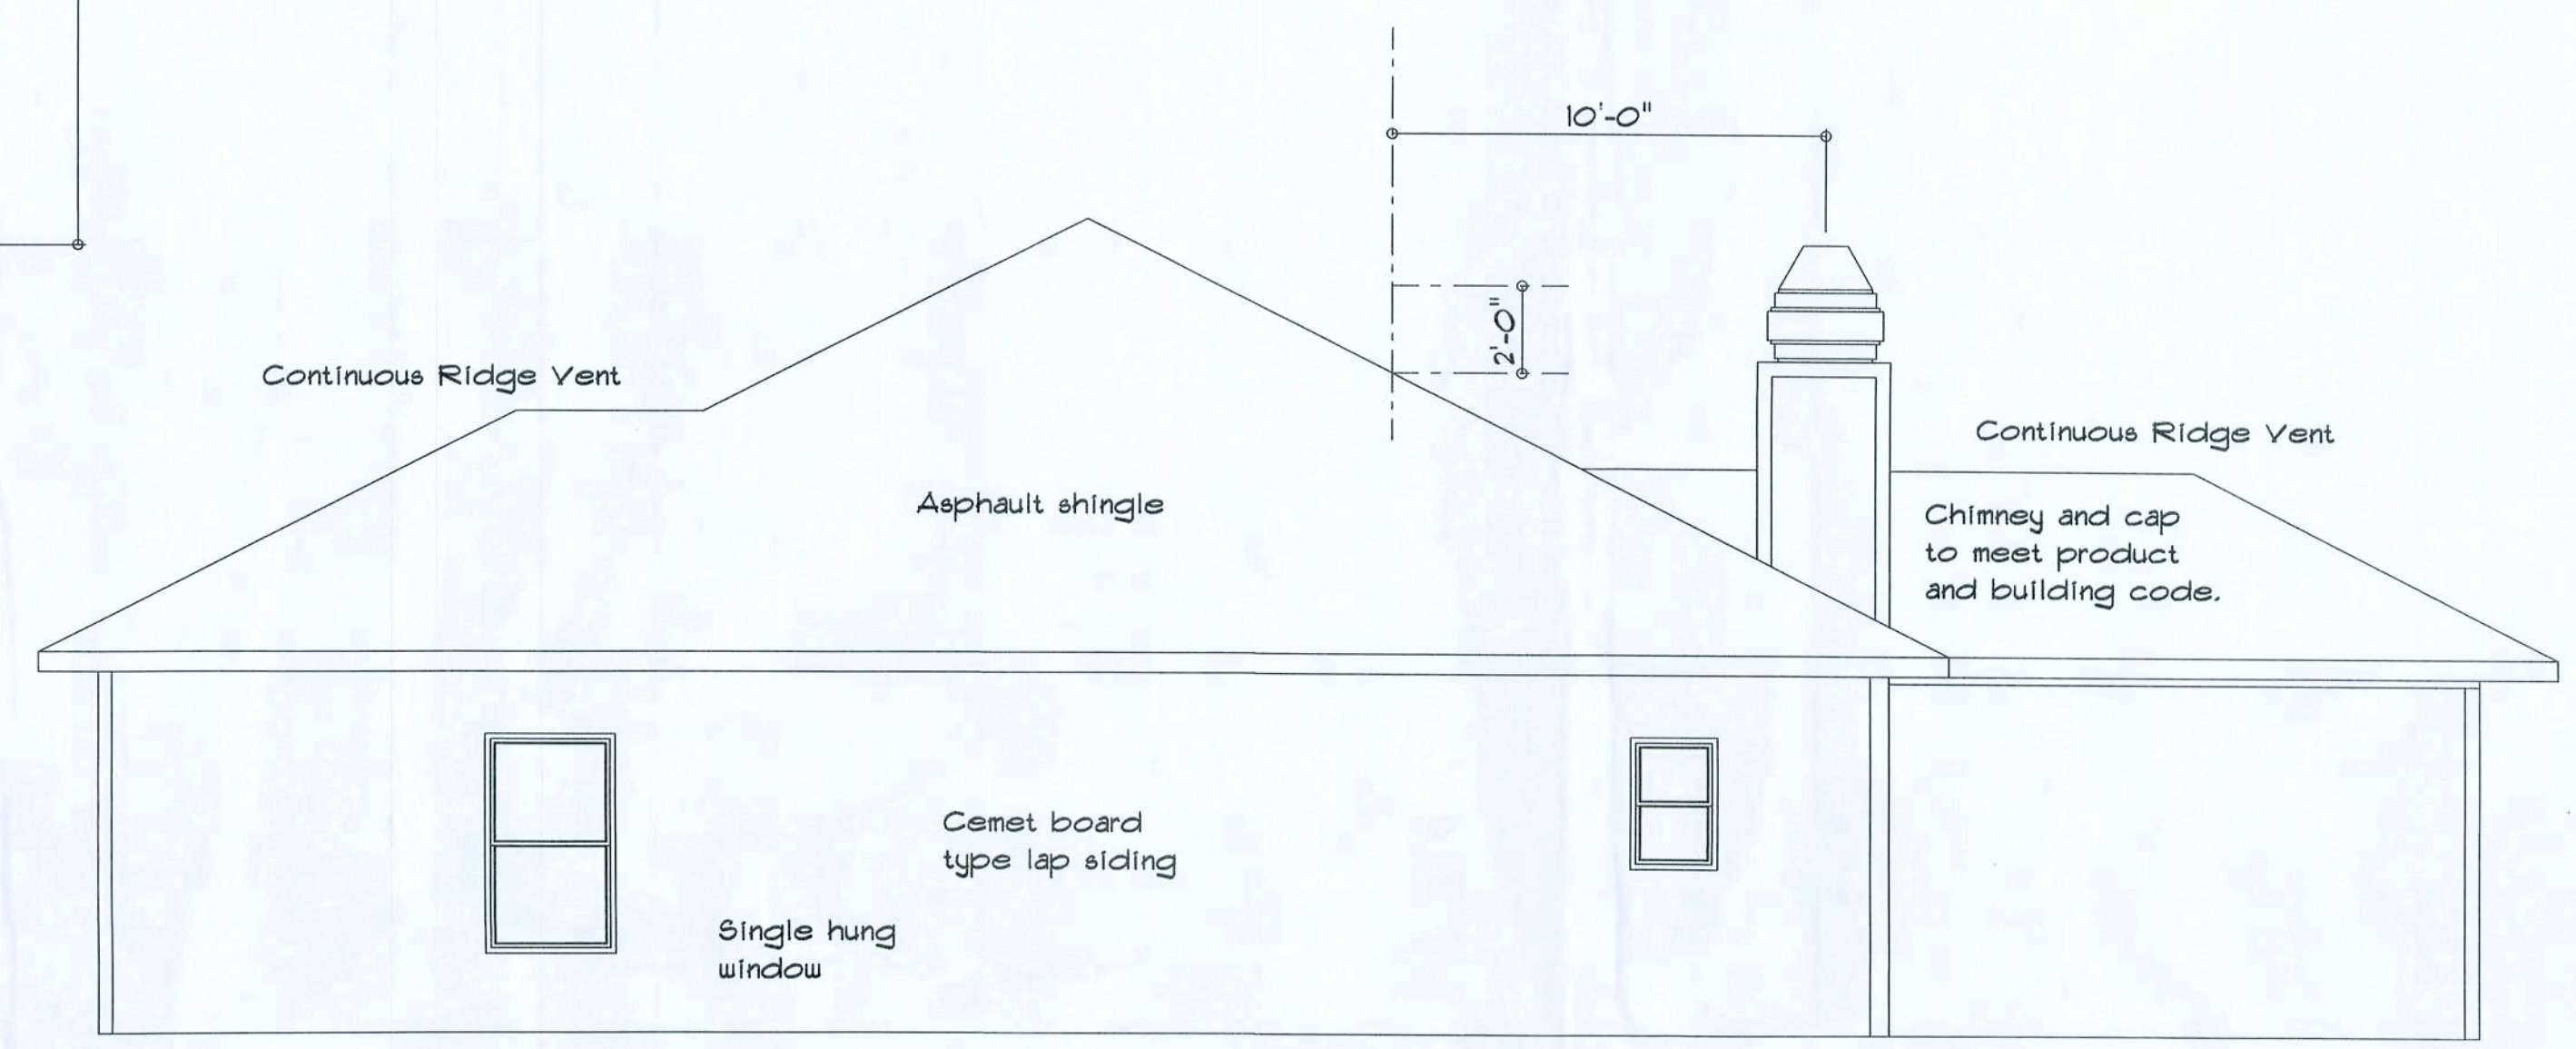 10'-0"
2'-0"
Continuous Ridge Vent
Continuous Ridge Vent
Asphault shingle
Chimney and cap
to meet product
and building code.
Cemet board
type lap siding
Single hung
window